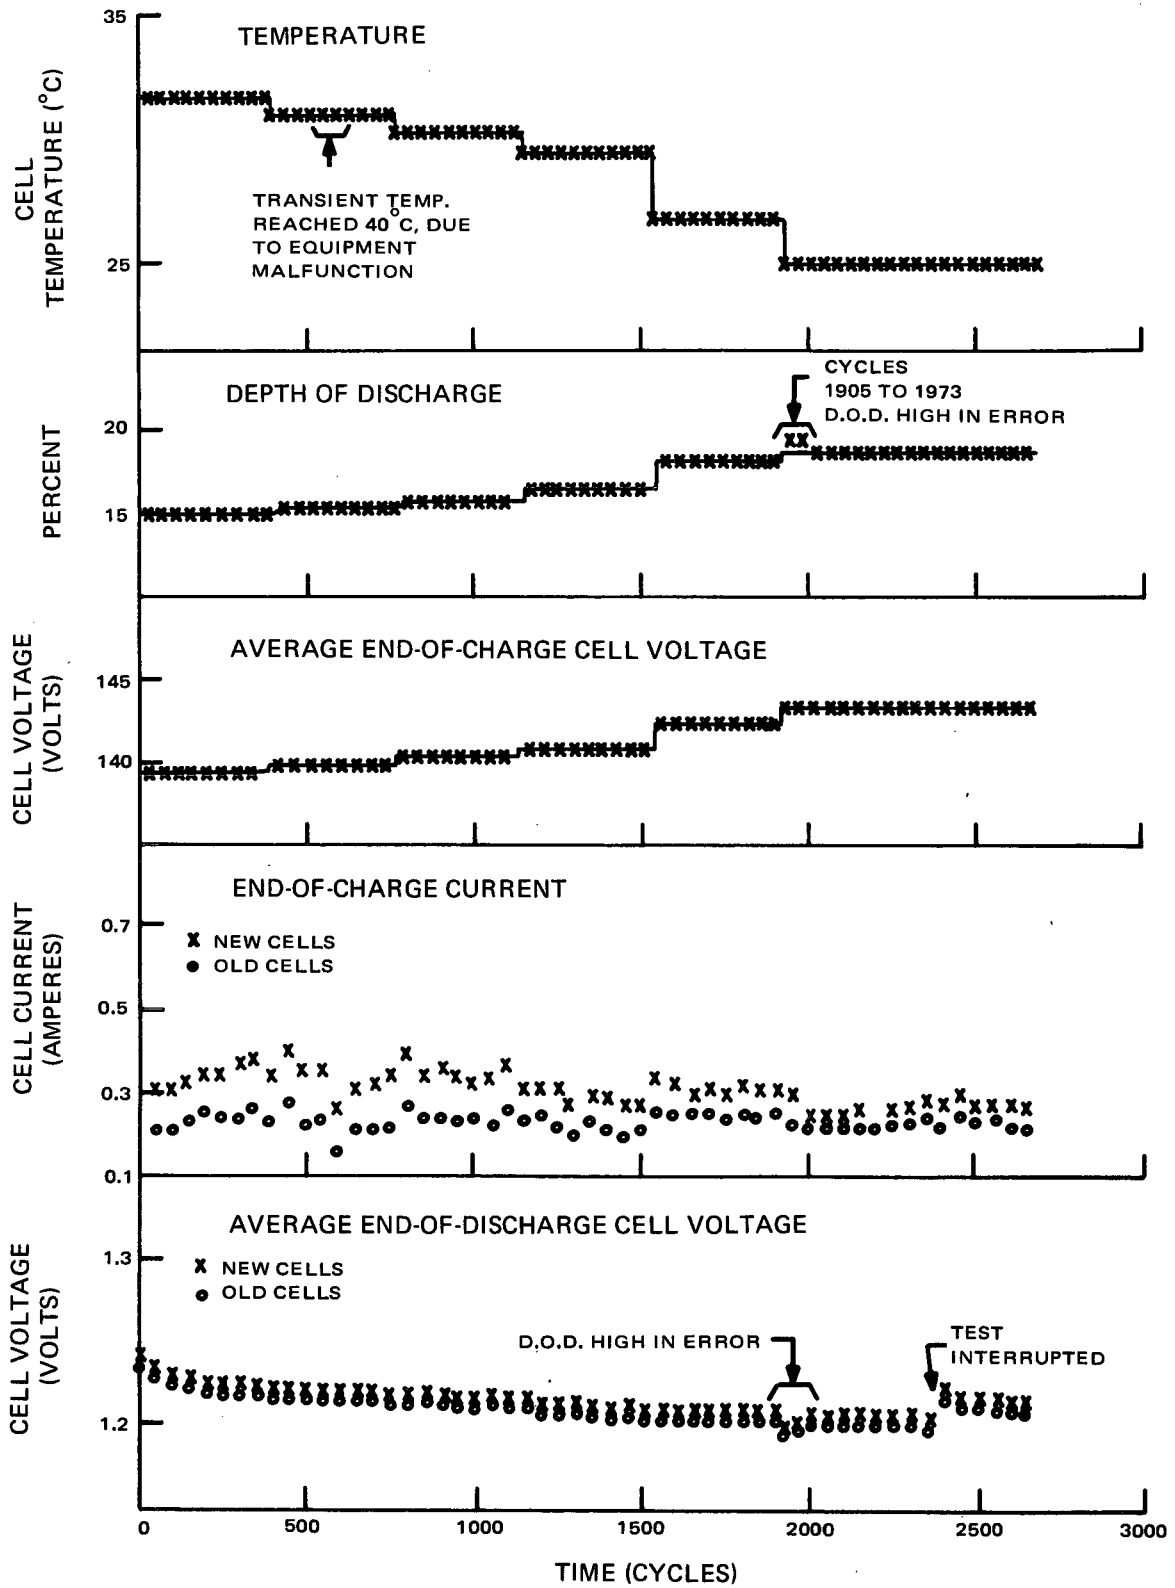 35
TEMPERATURE
CELL
TEMPERATURE (°C)
TRANSIENT TEMP.
REACHED 40°C, DUE
TO EQUIPMENT
MALFUNCTION
25
DEPTH OF DISCHARGE
CYCLES
1905 TO 1973
D.O.D. HIGH IN ERROR
PERCENT
20
15
AVERAGE END-OF-CHARGE CELL VOLTAGE
CELL VOLTAGE
(VOLTS)
145
140
END-OF-CHARGE CURRENT
CELL CURRENT
(AMPERES)
0.7
X NEW CELLS
● OLD CELLS
0.5
0.3
0.1
AVERAGE END-OF-DISCHARGE CELL VOLTAGE
CELL VOLTAGE
(VOLTS)
1.3
X NEW CELLS
o OLD CELLS
D.O.D. HIGH IN ERROR
TEST
INTERRUPTED
1.2
0 500 1000 1500 2000 2500 3000
TIME (CYCLES)